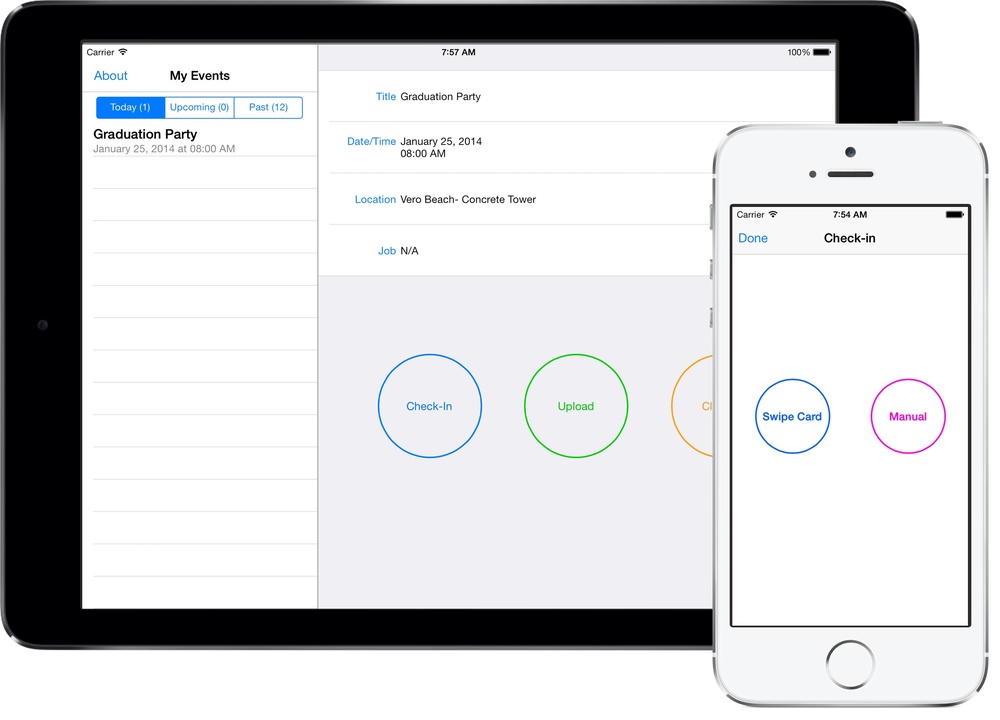 Carrier
7:57 AM
100%
About
My Events
Today (1)
Upcoming (0)
Past (12)
Graduation Party
January 25, 2014 at 08:00 AM
Title Graduation Party
Date/Time January 25, 2014
08:00 AM
Location Vero Beach- Concrete Tower
Job N/A
Check-In
Upload
Carrier
7:54 AM
Done
Check-in
Swipe Card
Manual